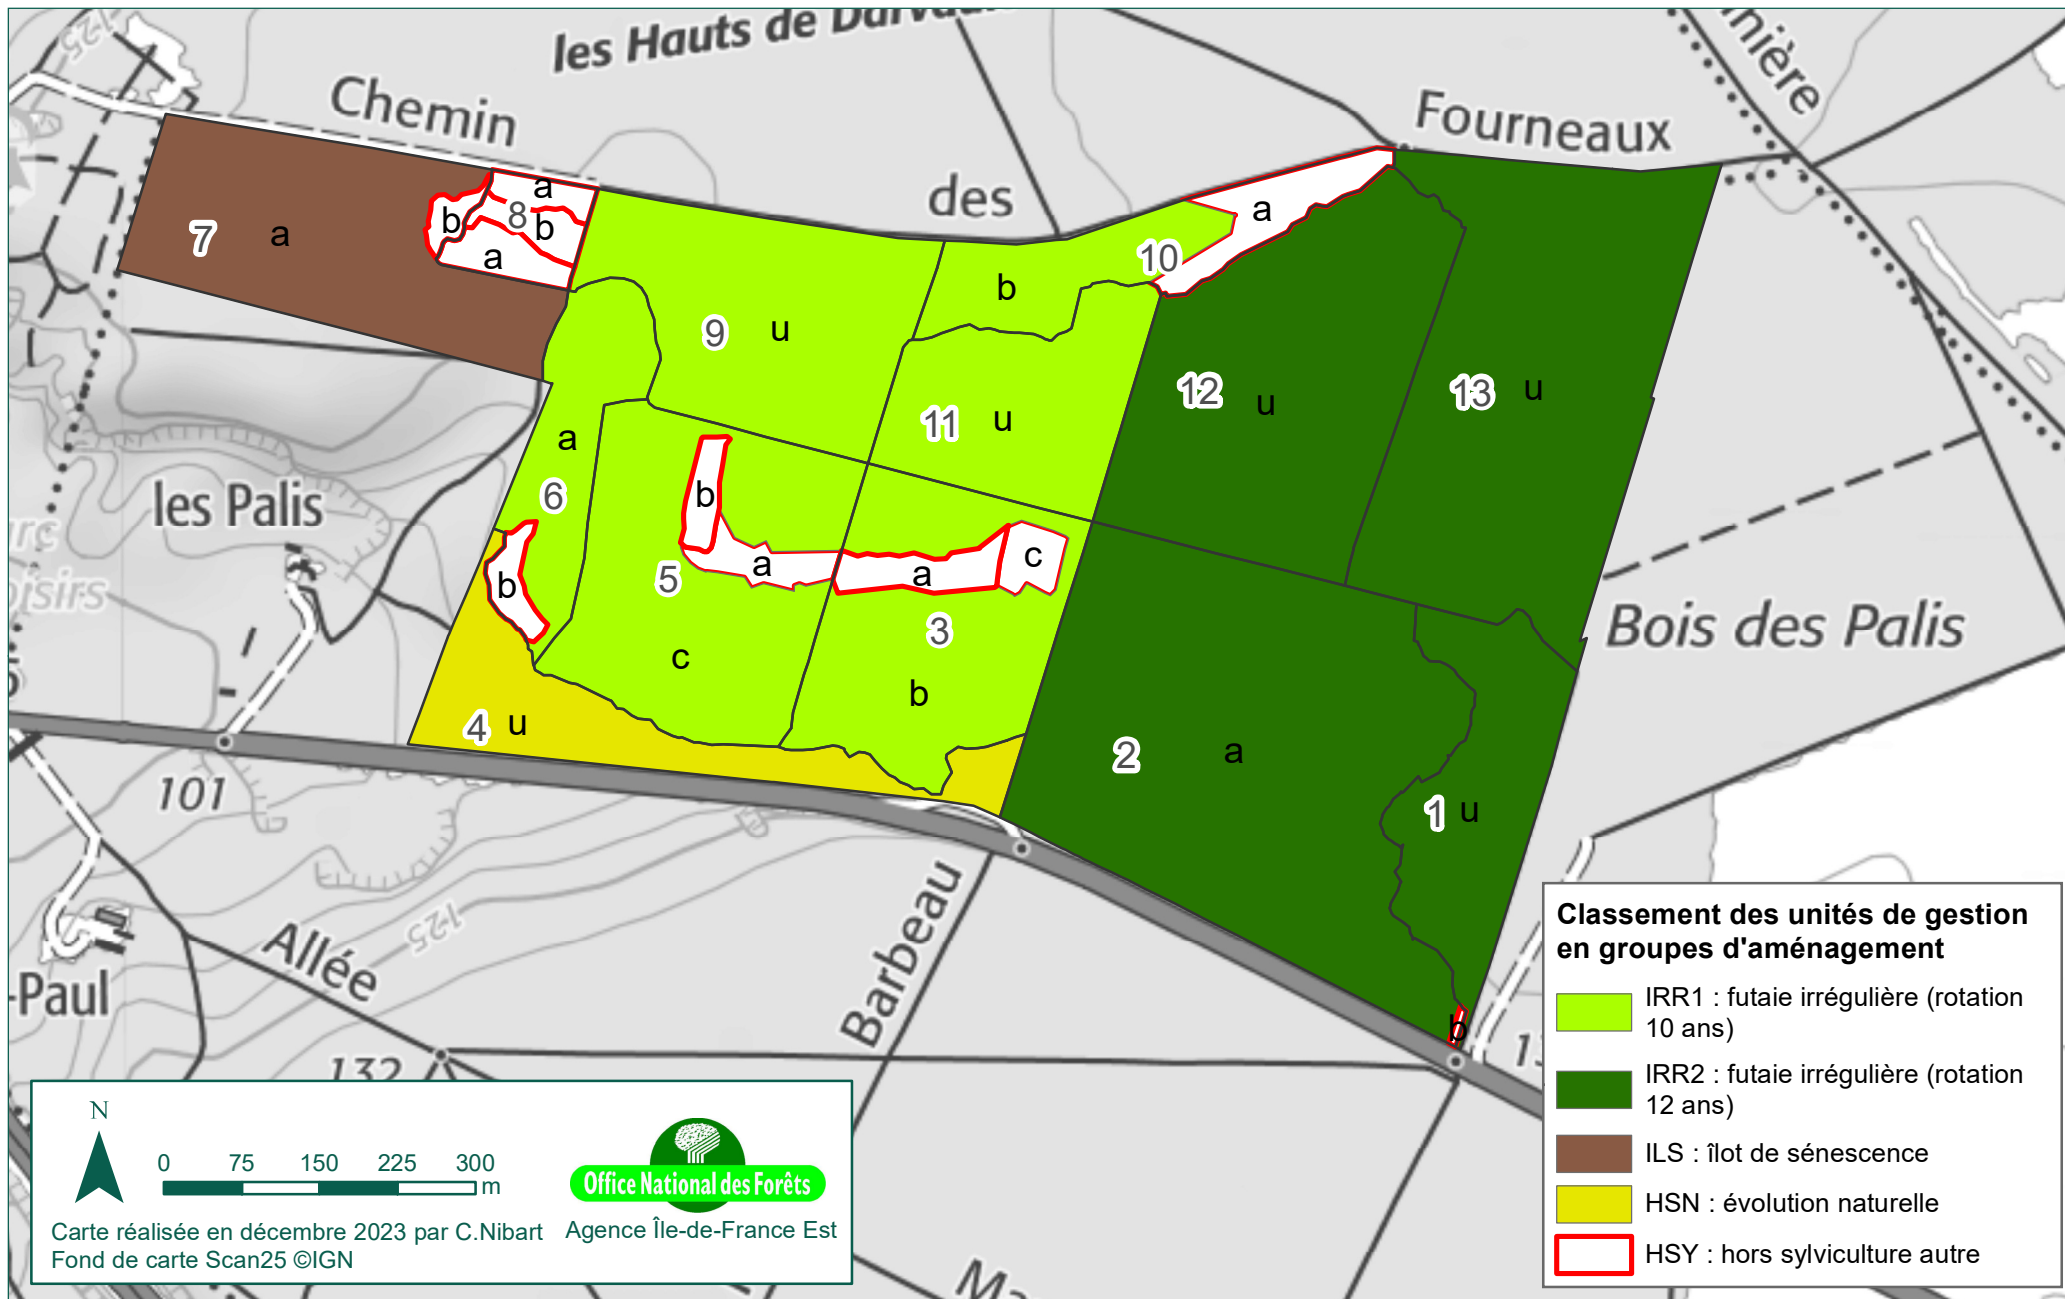 125
les Hauts de
Chemin
des
Fourneaux
7 a
a
b 8 b
a
9 u
b
10
a
11 u
12 u
13 u
a
6
b
les Palis
b
a
5
c
a
c
3
b
Bois des Palis
4 u
2 a
1 u
b
101
125
Allée
Barbeau
-Paul
132
N
0 75 150 225 300
m
Office National des Forêts
Agence Île-de-France Est
Carte réalisée en décembre 2023 par C.Nibart
Fond de carte Scan25 ©IGN
Classement des unités de gestion
en groupes d'aménagement
IRR1 : futaie irrégulière (rotation
10 ans)
IRR2 : futaie irrégulière (rotation
12 ans)
ILS : îlot de sénescence
HSN : évolution naturelle
HSY : hors sylviculture autre